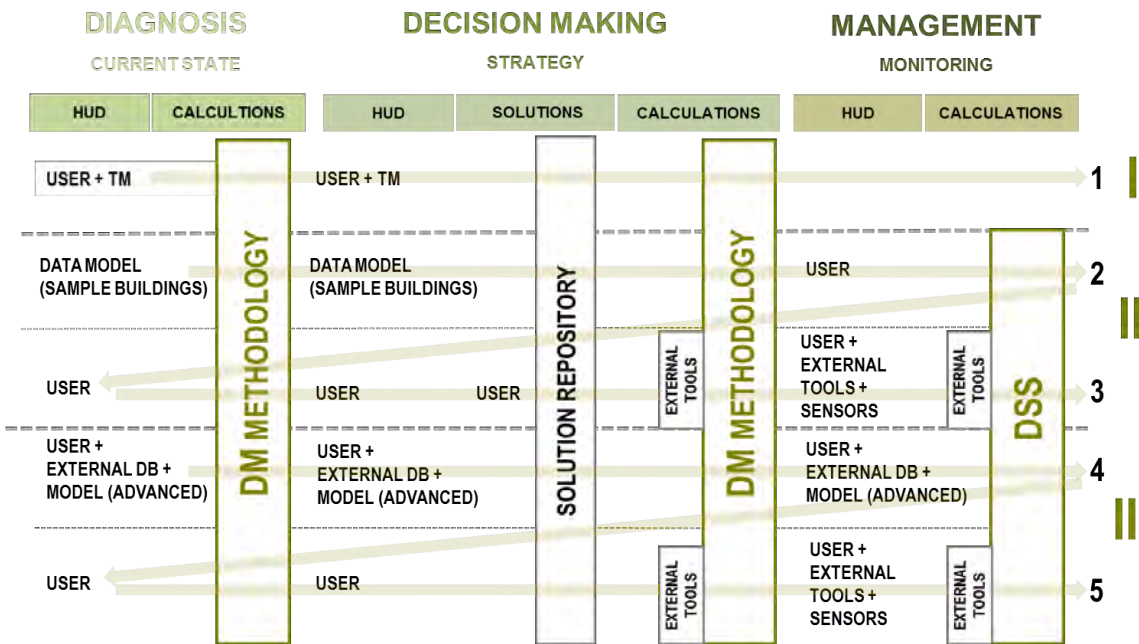 DIAGNOSIS
DECISION MAKING
MANAGEMENT
CURRENT STATE
STRATEGY
MONITORING
HUD
CALCULTIONS
HUD
SOLUTIONS
CALCULATIONS
HUD
CALCULATIONS
USER + TM
USER + TM
1
I
DATA MODEL
(SAMPLE BUILDINGS)
DATA MODEL
(SAMPLE BUILDINGS)
USER
2
II
USER
USER
USER
USER +
EXTERNAL
TOOLS +
SENSORS
3
USER +
EXTERNAL DB +
MODEL (ADVANCED)
USER +
EXTERNAL DB +
MODEL (ADVANCED)
USER +
EXTERNAL DB +
MODEL (ADVANCED)
4
II
USER
USER
USER +
EXTERNAL
TOOLS +
SENSORS
5
DM METHODOLOGY
SOLUTION REPOSITORY
EXTERNAL
TOOLS
EXTERNAL
TOOLS
DM METHODOLOGY
EXTERNAL
TOOLS
EXTERNAL
TOOLS
DSS